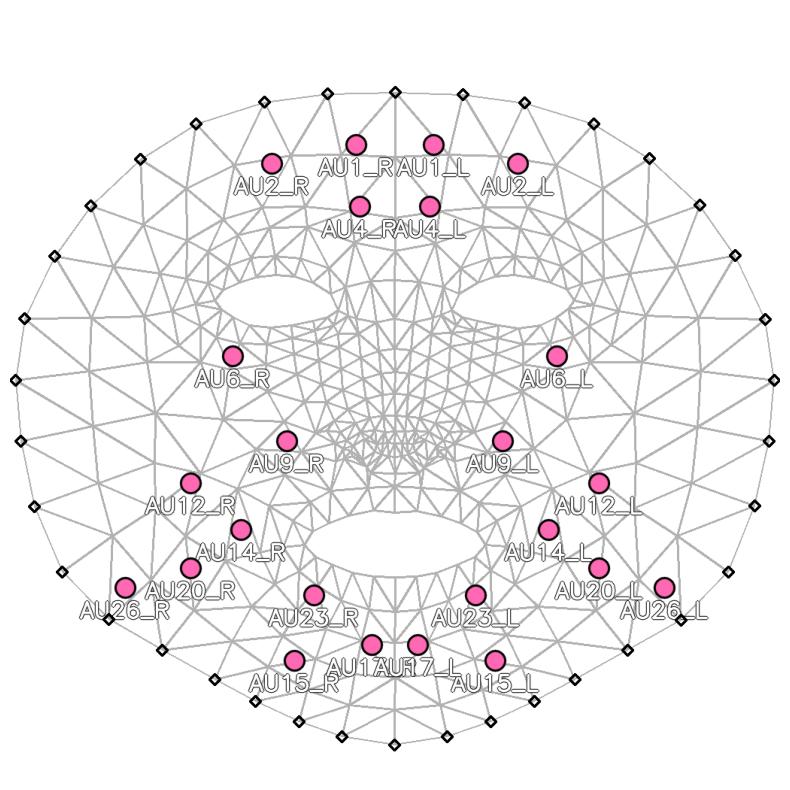 AU1_R AU1_L
AU2_R AU2_L
AU4_R AU4_L
AU6_R AU6_L
AU9_R AU9_L
AU12_R AU12_L
AU14_R AU14_L
AU20_R AU20_L
AU26_R AU26_L
AU23_R AU23_L
AU17_R AU17_L
AU15_R AU15_L